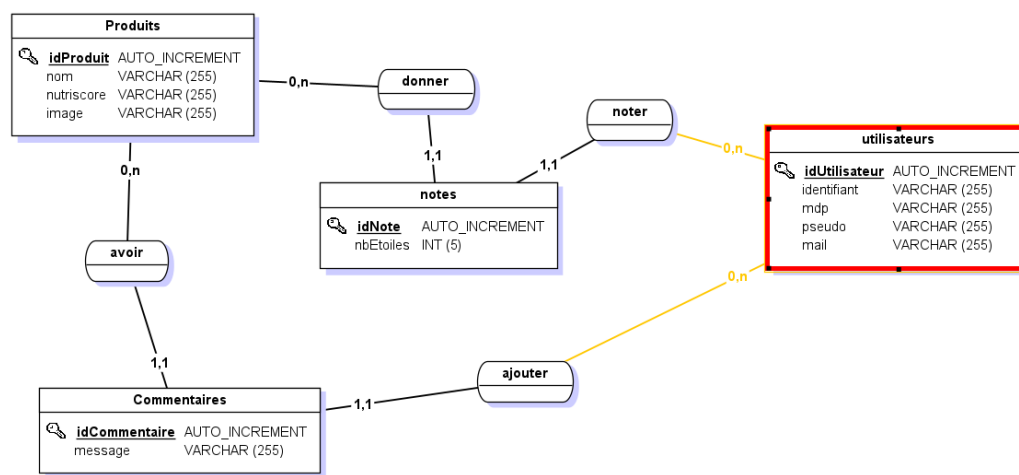 Produits
idProduit AUTO_INCREMENT
nom VARCHAR (255)
nutriscore VARCHAR (255)
image VARCHAR (255)
0,n
donner
1,1
0,n
avoir
1,1
notes
idNote AUTO_INCREMENT
nbEtoiles INT (5)
1,1
noter
0,n
utilisateurs
idUtilisateur AUTO_INCREMENT
identifiant VARCHAR (255)
mdp VARCHAR (255)
pseudo VARCHAR (255)
mail VARCHAR (255)
0,n
ajouter
1,1
Commentaires
idCommentaire AUTO_INCREMENT
message VARCHAR (255)